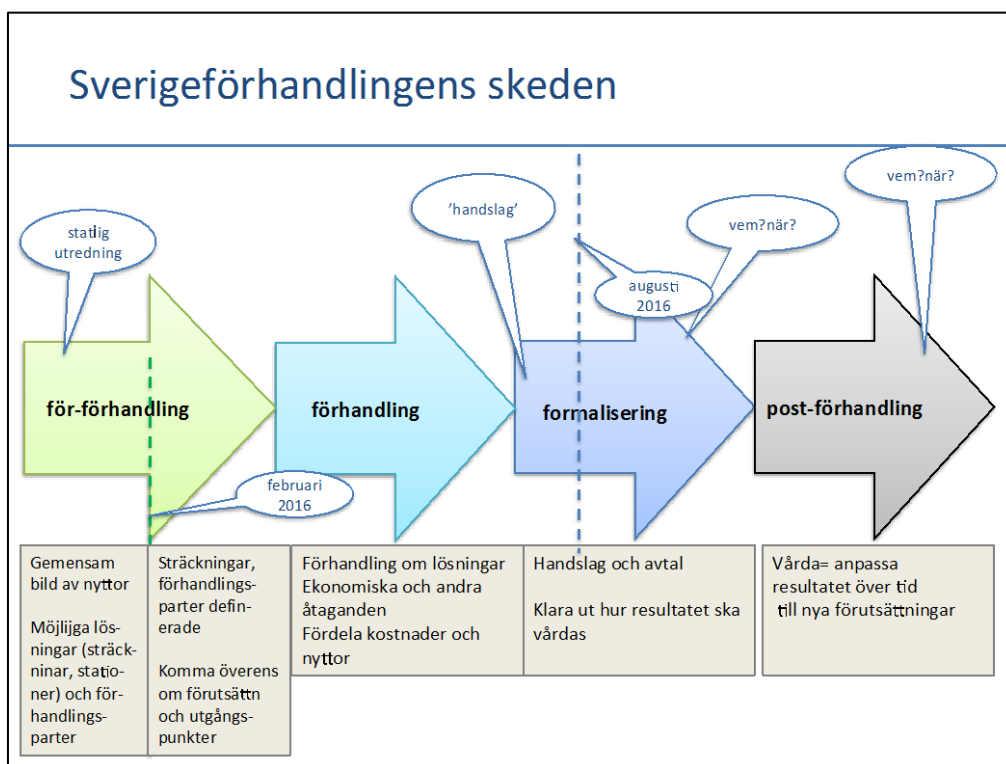 Sverigeförhandlingens skeden
statlig
utredning
'handslag'
vem?när?
vem?när?
augusti
2016
för-förhandling
förhandling
formalisering
post-förhandling
februari
2016
Gemensam
bild av nyttor
Möjlijga lös-
ningar (sträck-
ninar, statio-
ner) och för-
handlings-
parter
Sträckningar,
förhandlings-
parter defin-
erade
Komma överens
om förutsättn
och utgångs-
punkter
Förhandling om lösningar
Ekonomiska och andra
åtaganden
Fördela kostnader och
nyttor
Handslag och avtal
Klara ut hur resultatet ska
vårdas
Vårda= anpassa
resultatet över tid
till nya förutsättningar